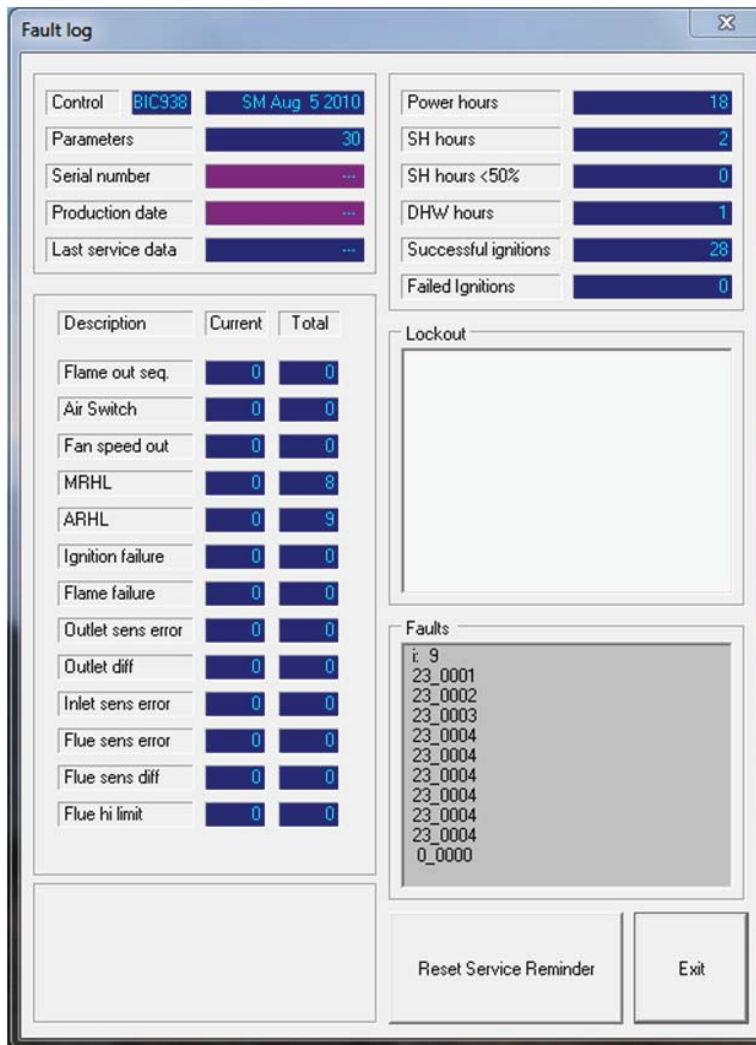 Fault log
Control BIC938 SM Aug 5 2010
Parameters 30
Serial number ---
Production date ---
Last service data ---
Power hours 18
SH hours 2
SH hours <50% 0
DHW hours 1
Successful ignitions 28
Failed Ignitions 0
Description Current Total
Flame out seq. 0 0
Air Switch 0 0
Fan speed out 0 0
MRHL 0 8
ARHL 0 9
Ignition failure 0 0
Flame failure 0 0
Outlet sens error 0 0
Outlet diff 0 0
Inlet sens error 0 0
Flue sens error 0 0
Flue sens diff 0 0
Flue hi limit 0 0
Lockout
Faults
i: 9
23_0001
23_0002
23_0003
23_0004
23_0004
23_0004
23_0004
23_0004
23_0004
0_0000
Reset Service Reminder
Exit